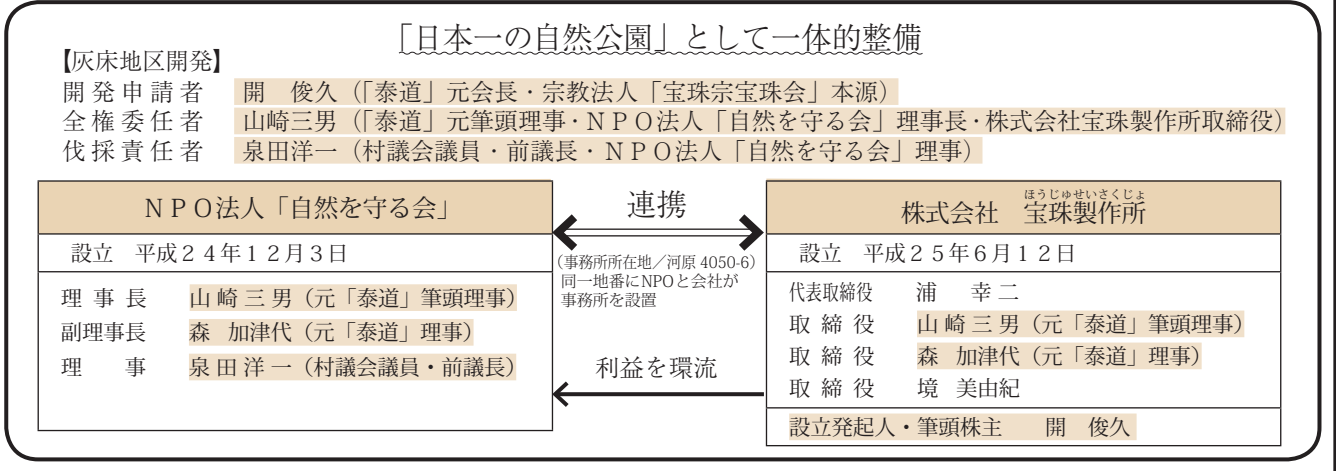 「日本一の自然公園」として一体的整備
【灰床地区開発】
開発申請者　開　俊久（「泰道」元会長・宗教法人「宝珠宗宝珠会」本源）
全権委任者　山崎三男（「泰道」元筆頭理事・ＮＰＯ法人「自然を守る会」理事長・株式会社宝珠製作所取締役）
伐採責任者　泉田洋一（村議会議員・前議長・ＮＰＯ法人「自然を守る会」理事）
ＮＰＯ法人「自然を守る会」
設立　平成２４年１２月３日
理事長　山崎三男（元「泰道」筆頭理事）
副理事長　森　加津代（元「泰道」理事）
理　事　泉田洋一（村議会議員・前議長）
連携
（事務所所在地／河原 4050-6）
同一地番にNPOと会社が
事務所を設置
利益を環流
ほうじゅせいさくじょ
株式会社　宝珠製作所
設立　平成２５年６月１２日
代表取締役　浦　幸二
取締役　山崎三男（元「泰道」筆頭理事）
取締役　森　加津代（元「泰道」理事）
取締役　境　美由紀
設立発起人・筆頭株主　開　俊久